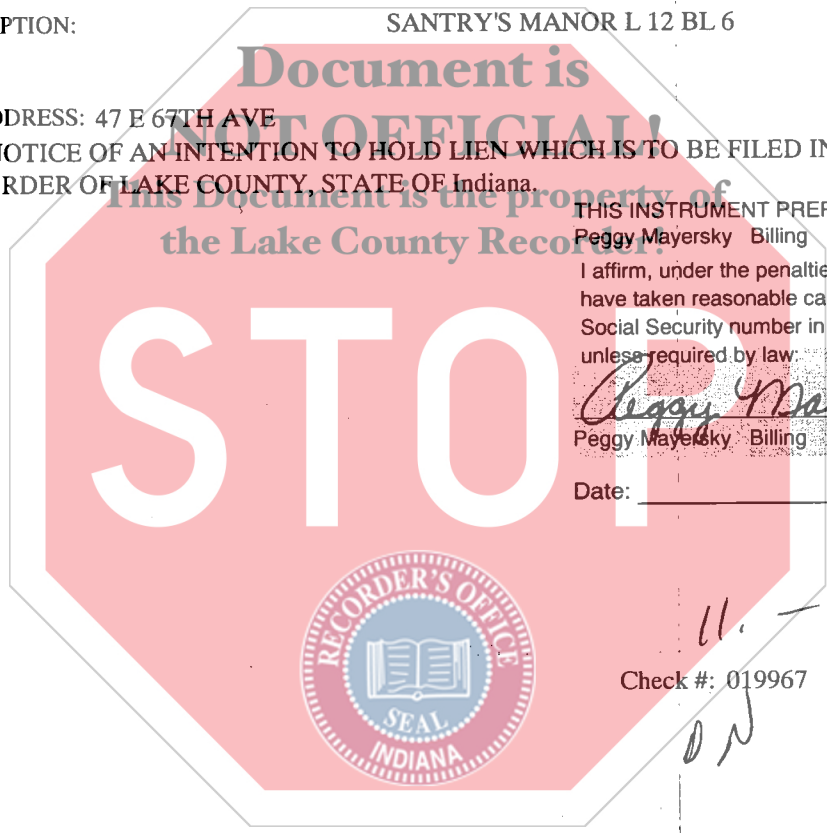 PTION: SANTRY'S MANOR L 12 BL 6
Document is
DDRESS: 47 E 67TH AVE
NOT OFFICIAL!
NOTICE OF AN INTENTION TO HOLD LIEN WHICH IS TO BE FILED IN
RDER OF LAKE COUNTY, STATE OF Indiana.
This Document is the property of
the Lake County Recorder!
THIS INSTRUMENT PREP
Peggy Mayersky Billing
I affirm, under the penaltie
have taken reasonable ca
Social Security number in
unless required by law:
STOP
Peggy Ma
Peggy Mayersky Billing
Date:
RECORDER'S OFFICE
SEAL
INDIANA
11. —
Check #: 019967